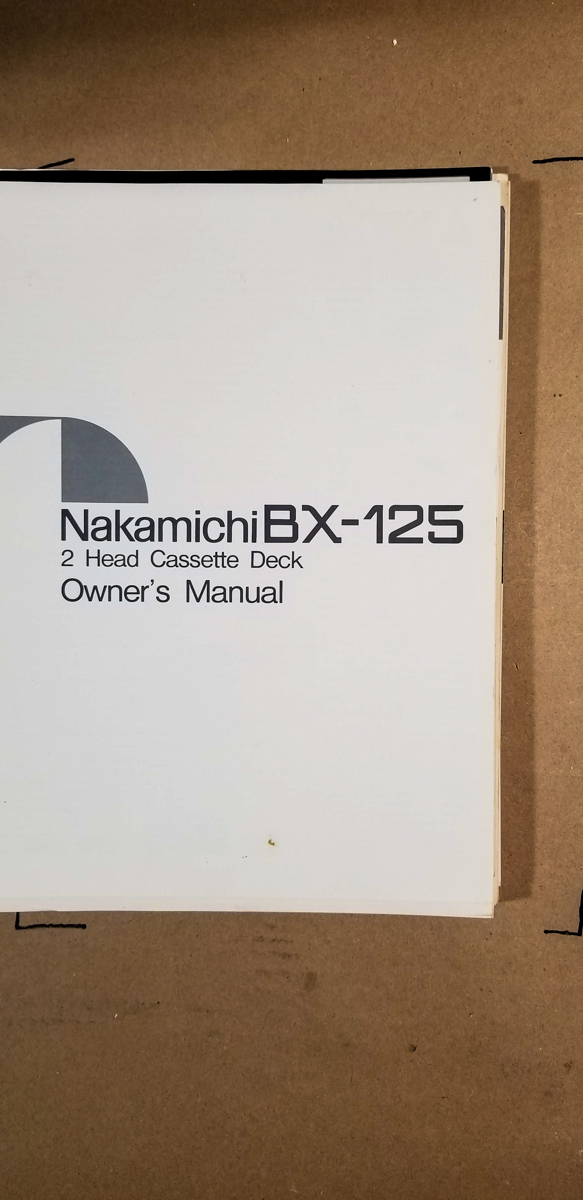 Nakamichi BX-125
2 Head Cassette Deck
Owner's Manual